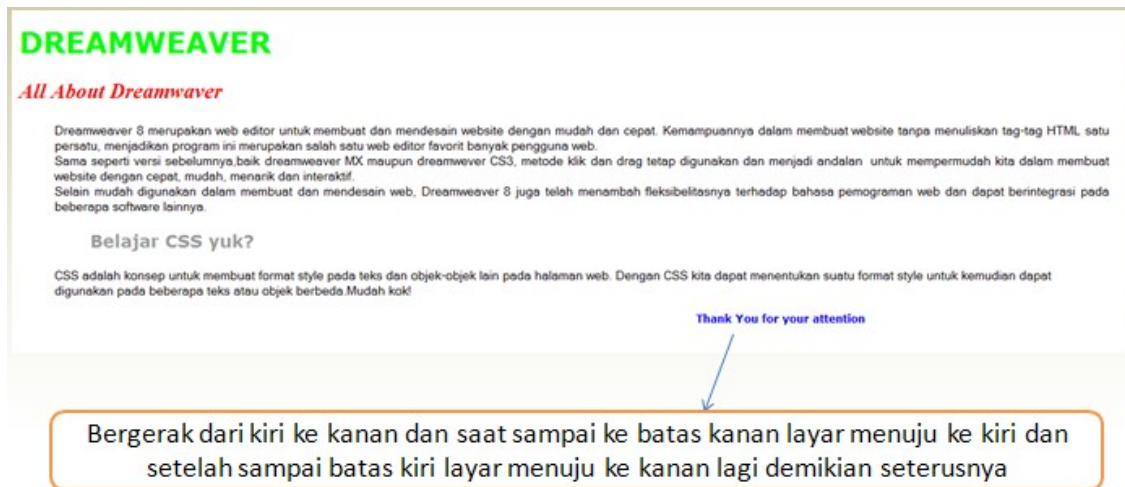 DREAMWEAVER
All About Dreamwaver
Dreamweaver 8 merupakan web editor untuk membuat dan mendesain website dengan mudah dan cepat. Kemampuannya dalam membuat website tanpa menuliskan tag-tag HTML satu
persatu, menjadikan program ini merupakan salah satu web editor favorit banyak pengguna web.
Sama seperti versi sebelumnya,baik dreamweaver MX maupun dreamwever CS3, metode klik dan drag tetap digunakan dan menjadi andalan untuk mempermudah kita dalam membuat
website dengan cepat, mudah, menarik dan interaktif.
Selain mudah digunakan dalam membuat dan mendesain web, Dreamweaver 8 juga telah menambah fleksibelitasnya terhadap bahasa pemograman web dan dapat berintegrasi pada
beberapa software lainnya.
Belajar CSS yuk?
CSS adalah konsep untuk membuat format style pada teks dan objek-objek lain pada halaman web. Dengan CSS kita dapat menentukan suatu format style untuk kemudian dapat
digunakan pada beberapa teks atau objek berbeda.Mudah kok!
Thank You for your attention
Bergerak dari kiri ke kanan dan saat sampai ke batas kanan layar menuju ke kiri dan
setelah sampai batas kiri layar menuju ke kanan lagi demikian seterusnya